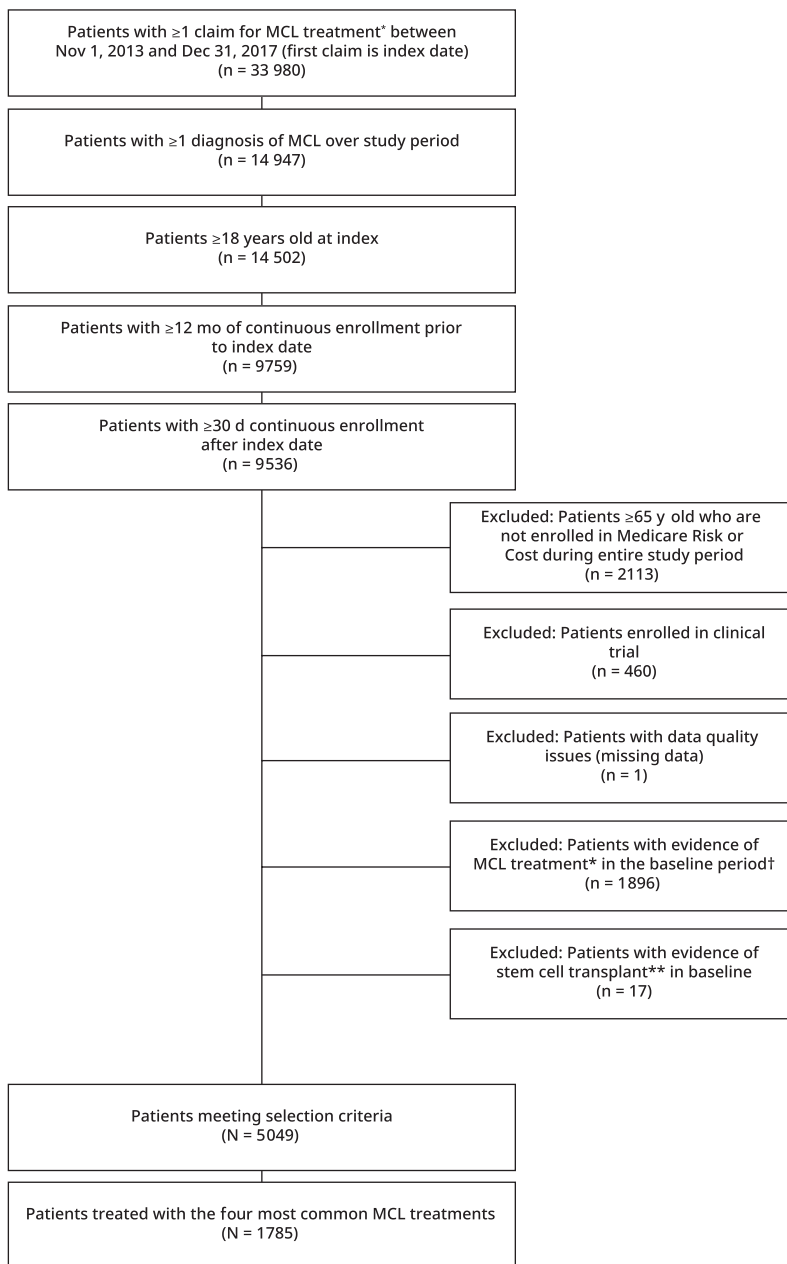 Patients with ≥1 claim for MCL treatment* between
Nov 1, 2013 and Dec 31, 2017 (first claim is index date)
(n = 33 980)
Patients with ≥1 diagnosis of MCL over study period
(n = 14 947)
Patients ≥18 years old at index
(n = 14 502)
Patients with ≥12 mo of continuous enrollment prior
to index date
(n = 9759)
Patients with ≥30 d continuous enrollment
after index date
(n = 9536)
Excluded: Patients ≥65 y old who are
not enrolled in Medicare Risk or
Cost during entire study period
(n = 2113)
Excluded: Patients enrolled in clinical
trial
(n = 460)
Excluded: Patients with data quality
issues (missing data)
(n = 1)
Excluded: Patients with evidence of
MCL treatment* in the baseline period†
(n = 1896)
Excluded: Patients with evidence of
stem cell transplant** in baseline
(n = 17)
Patients meeting selection criteria
(N = 5049)
Patients treated with the four most common MCL treatments
(N = 1785)